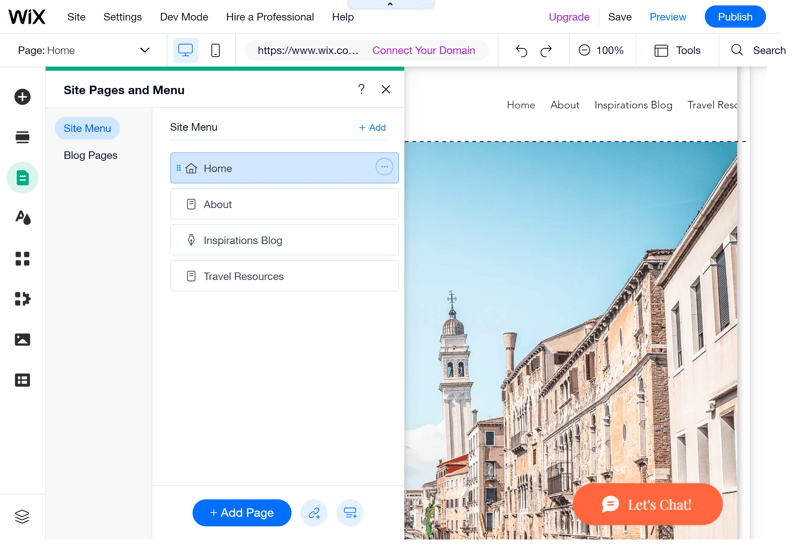 WiX Site Settings Dev Mode Hire a Professional Help Upgrade Save Preview Publish
Page: Home https://www.wix.co... Connect Your Domain 100% Tools Search
Site Pages and Menu ?
Home About Inspirations Blog Travel Reso
Site Menu
Blog Pages
Site Menu + Add
Home
About
Inspirations Blog
Travel Resources
+ Add Page
Let's Chat!